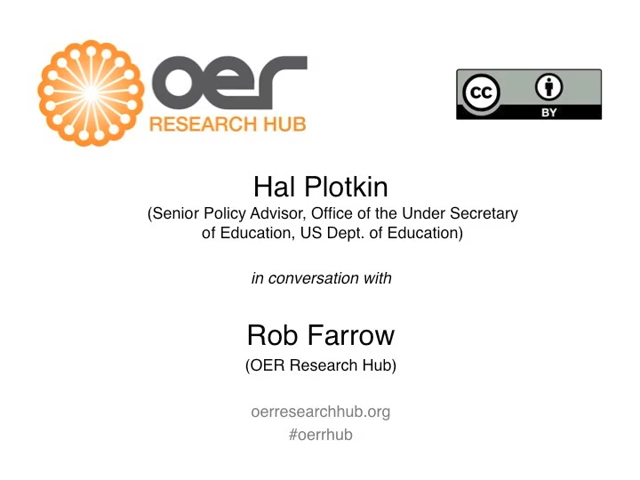 oer
RESEARCH HUB
CC
BY
Hal Plotkin
(Senior Policy Advisor, Office of the Under Secretary
of Education, US Dept. of Education)
in conversation with
Rob Farrow
(OER Research Hub)
oerresearchhub.org
#oerrhub